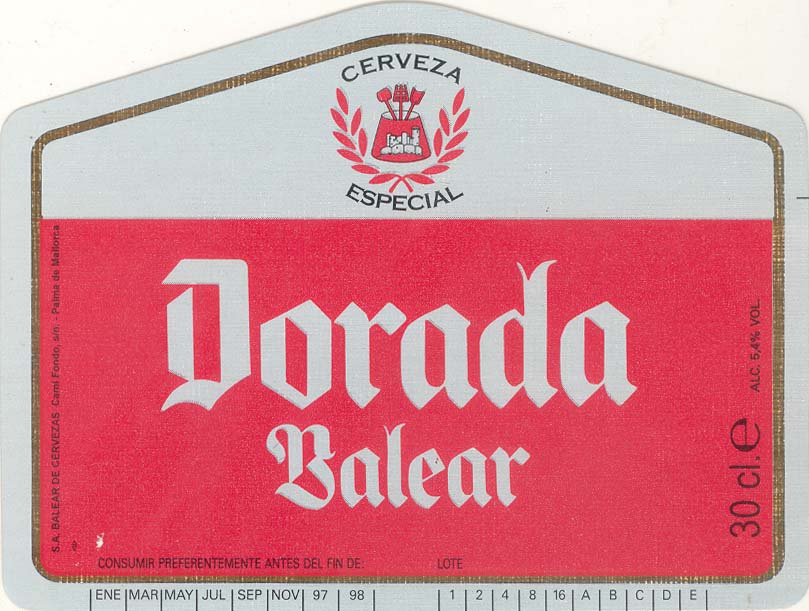 CERVEZA
ESPECIAL
Dorada
Balear
S.A. BALEAR DE CERVEZAS Camí Fondo, s/n. - Palma de Mallorca
30 cl. e
ALC. 5,4% VOL.
CONSUMIR PREFERENTEMENTE ANTES DEL FIN DE: LOTE
ENE MAR MAY JUL SEP NOV 97 98 1 2 4 8 16 A B C D E